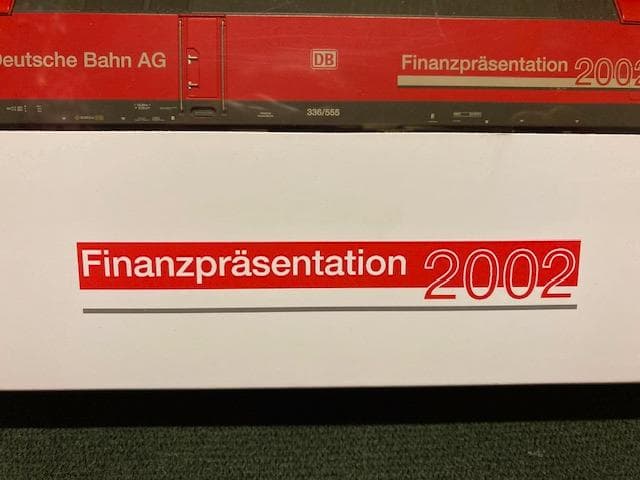 Deutsche Bahn AG
DB
Finanzpräsentation 2002
336/555
Finanzpräsentation 2002